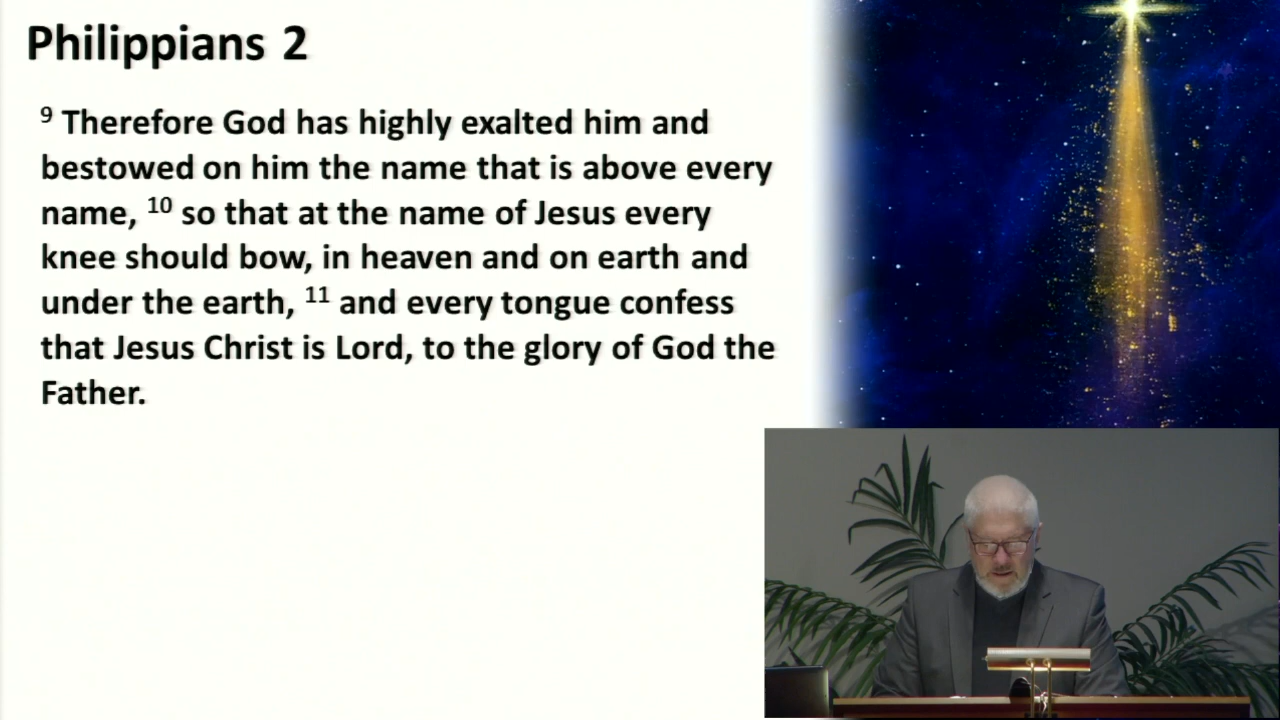 Philippians 2
⁹ Therefore God has highly exalted him and
bestowed on him the name that is above every
name, ¹⁰ so that at the name of Jesus every
knee should bow, in heaven and on earth and
under the earth, ¹¹ and every tongue confess
that Jesus Christ is Lord, to the glory of God the
Father.